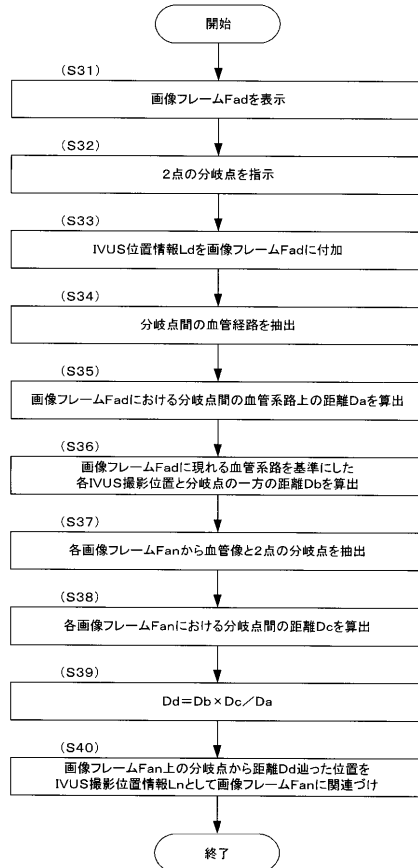 開始
(S31)
画像フレームFadを表示
(S32)
2点の分岐点を指示
(S33)
IVUS位置情報Ldを画像フレームFadに付加
(S34)
分岐点間の血管経路を抽出
(S35)
画像フレームFadにおける分岐点間の血管系路上の距離Daを算出
(S36)
画像フレームFadに現れる血管系路を基準にした
各IVUS撮影位置と分岐点の一方の距離Dbを算出
(S37)
各画像フレームFanから血管像と2点の分岐点を抽出
(S38)
各画像フレームFanにおける分岐点間の距離Dcを算出
(S39)
Dd=Db×Dc/Da
(S40)
画像フレームFan上の分岐点から距離Dd辿った位置を
IVUS撮影位置情報Lnとして画像フレームFanに関連づけ
終了